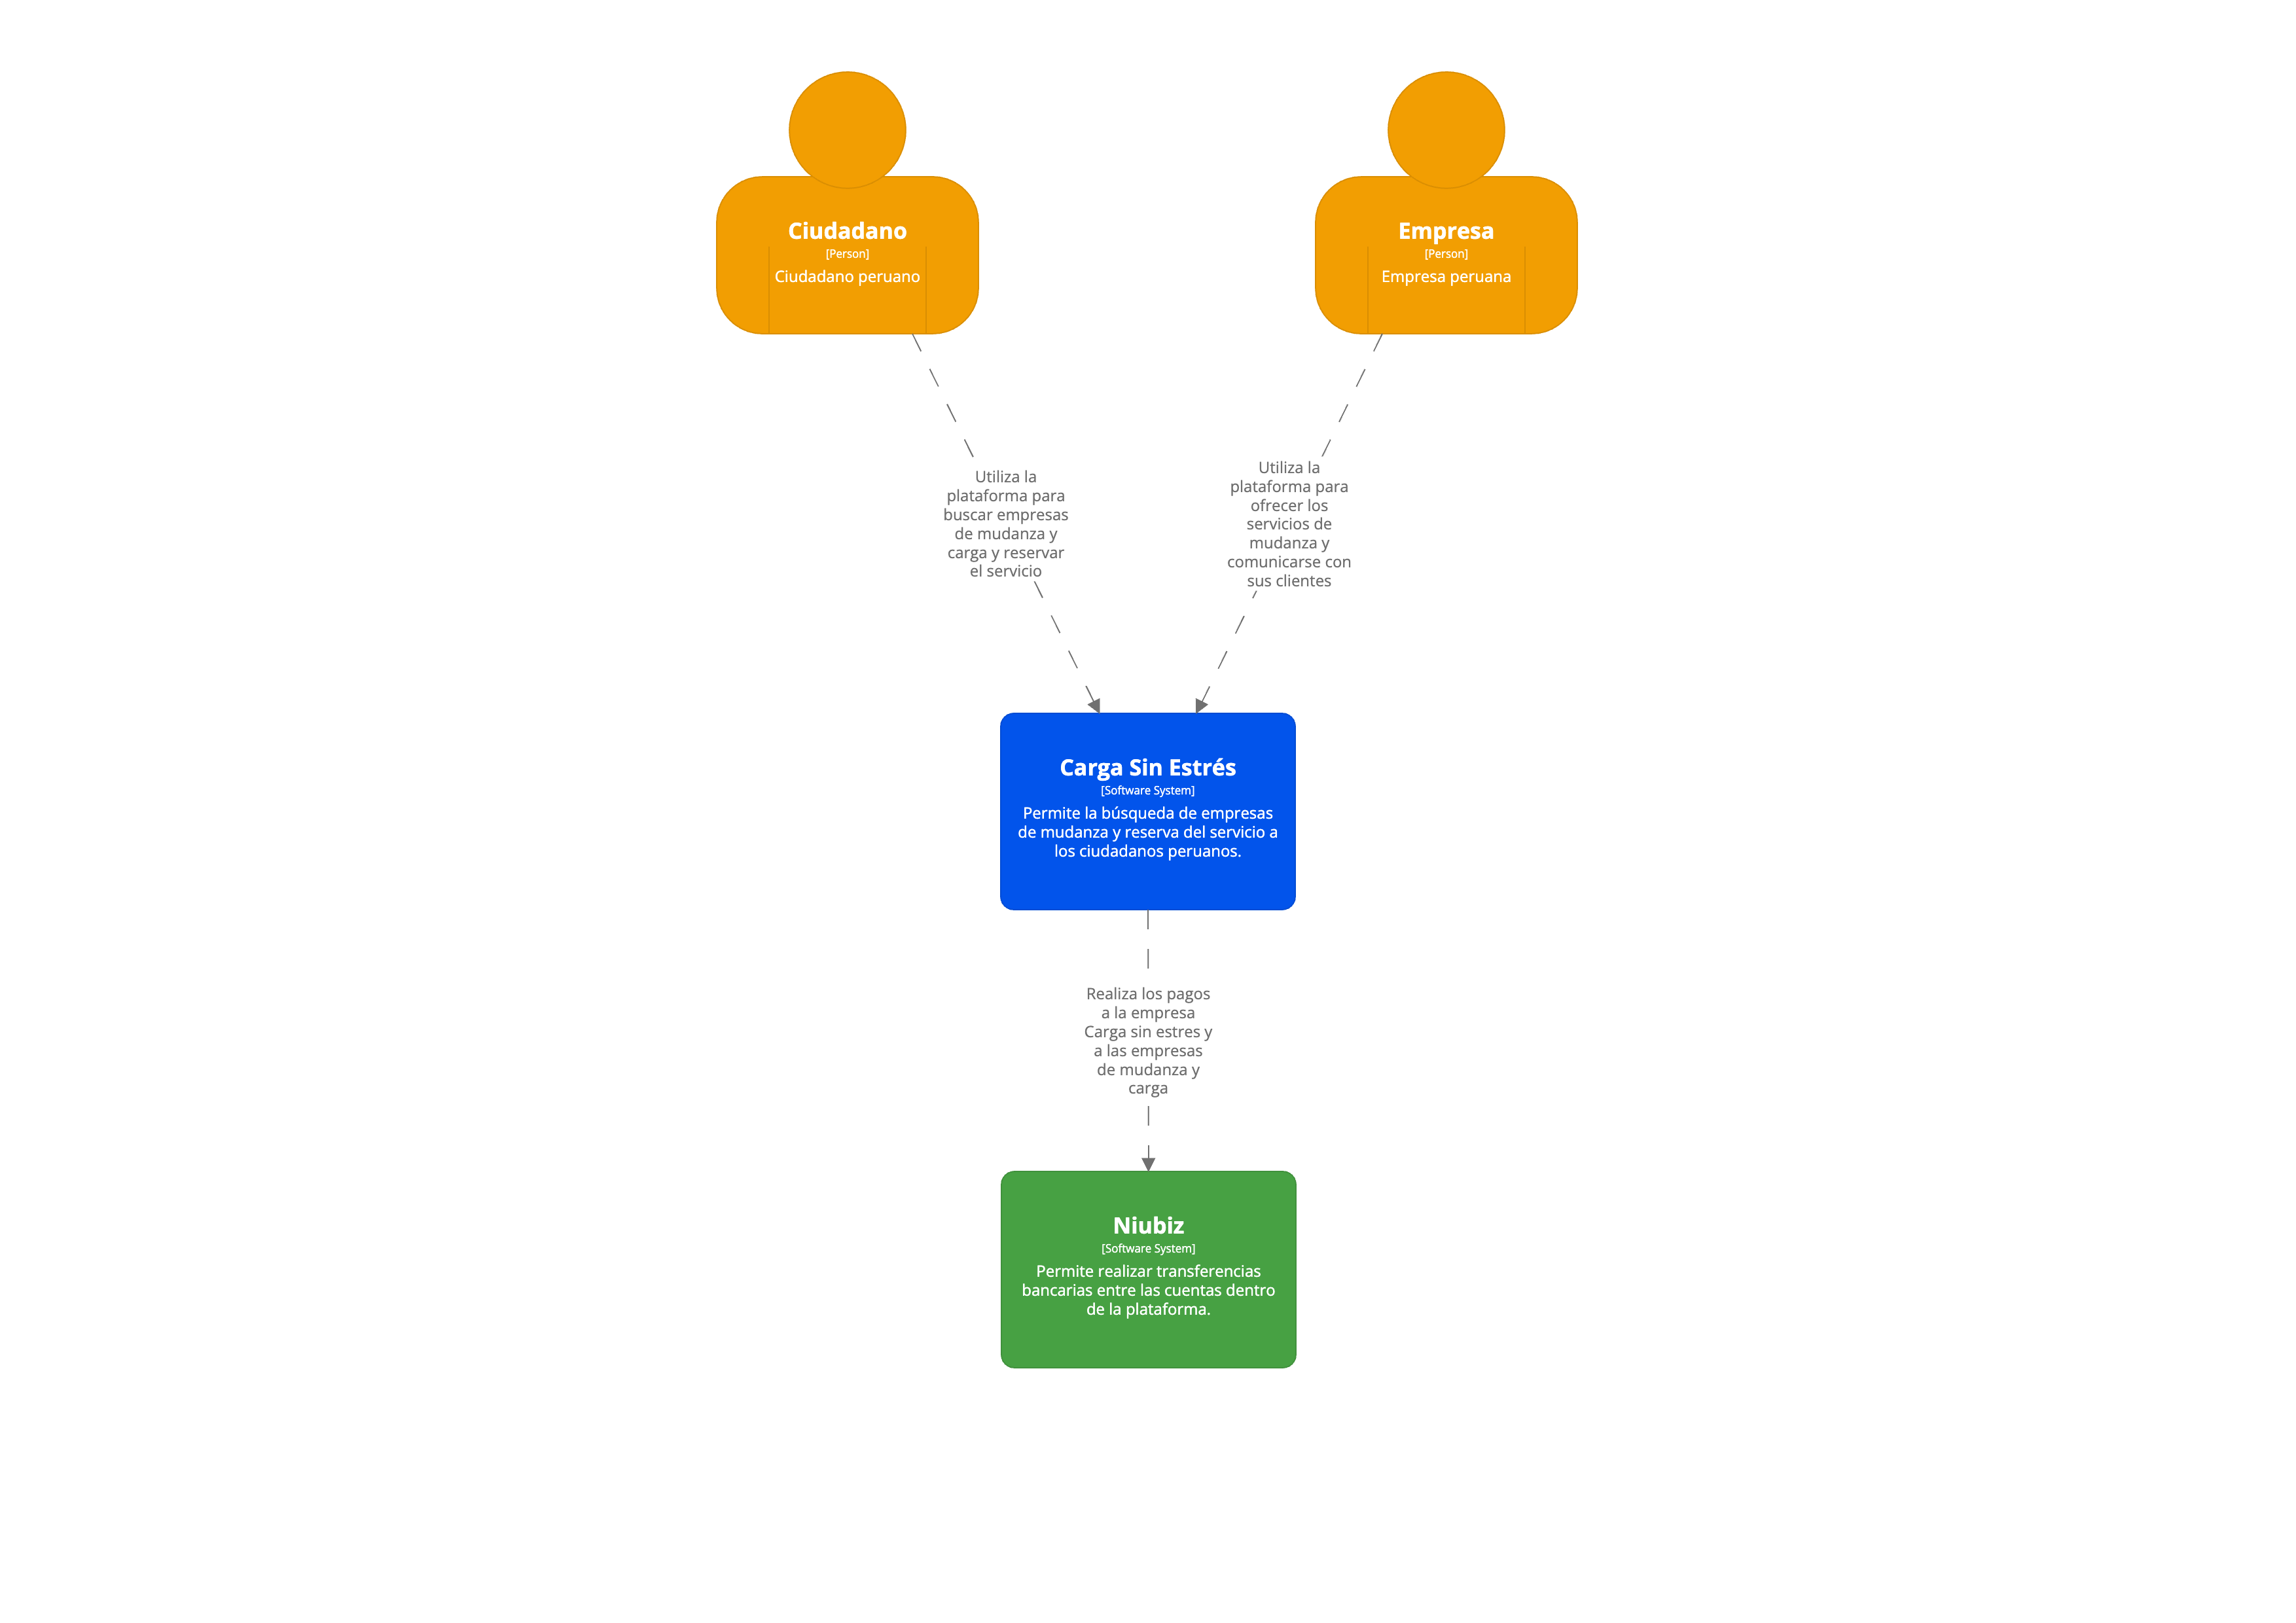 Ciudadano
[Person]
Ciudadano peruano
Empresa
[Person]
Empresa peruana
Utiliza la
plataforma para
buscar empresas
de mudanza y
carga y reservar
el servicio
Utiliza la
plataforma para
ofrecer los
servicios de
mudanza y
comunicarse con
sus clientes
Carga Sin Estrés
[Software System]
Permite la búsqueda de empresas
de mudanza y reserva del servicio a
los ciudadanos peruanos.
Realiza los pagos
a la empresa
Carga sin estres y
a las empresas
de mudanza y
carga
Niubiz
[Software System]
Permite realizar transferencias
bancarias entre las cuentas dentro
de la plataforma.